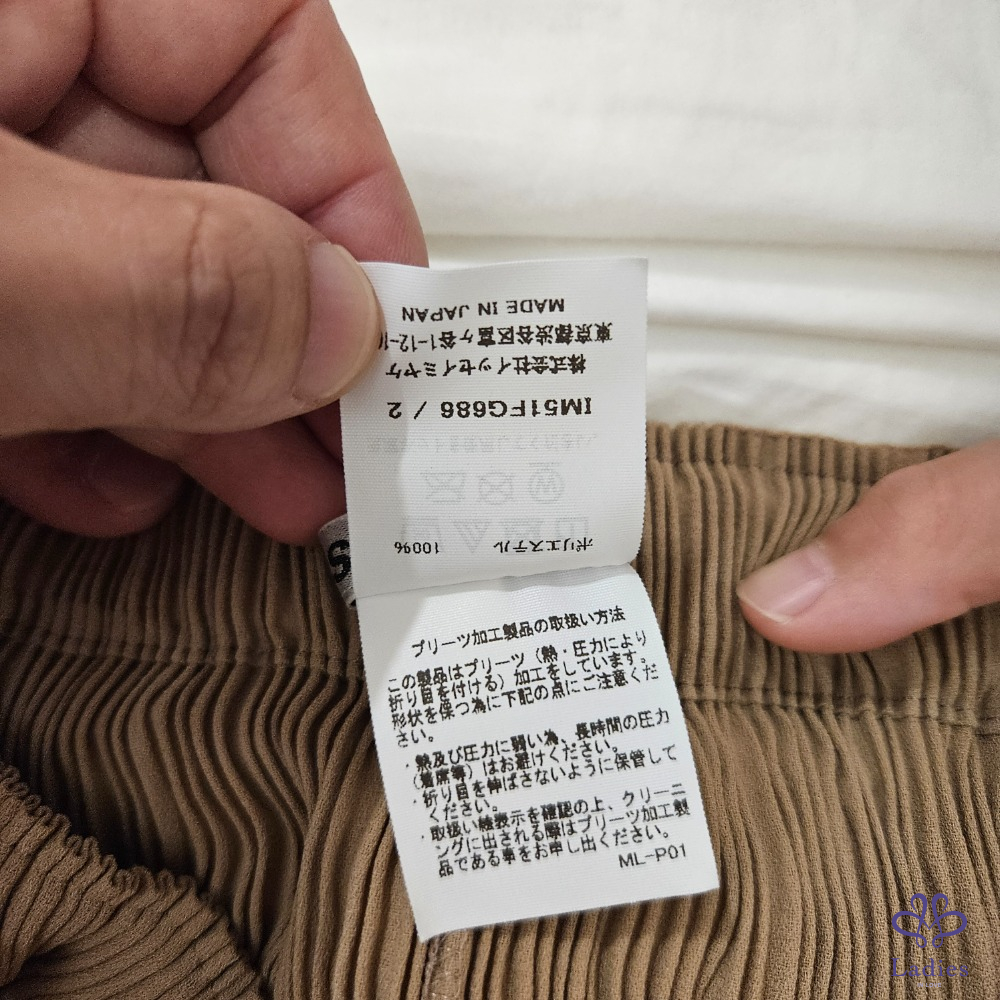 ポリエステル 100%
IM51FG686 / 2
株式会社イッセイミヤケ
東京都渋谷区富ヶ谷1-12-1
MADE IN JAPAN
S
プリーツ加工製品の取扱い方法
この製品はプリーツ（熱・圧力により
折り目を付ける）加工をしています。
形状を保つ為に下記の点にご注意くだ
さい。
・熱及び圧力に弱い為、長時間の圧力
（着席等）はお避けください。
・折り目を伸ばさないように保管して
ください。
・取扱い絵表示を確認の上、クリーニ
ングに出される際はプリーツ加工製
品である事をお申し出ください。
ML-P01
Ladies